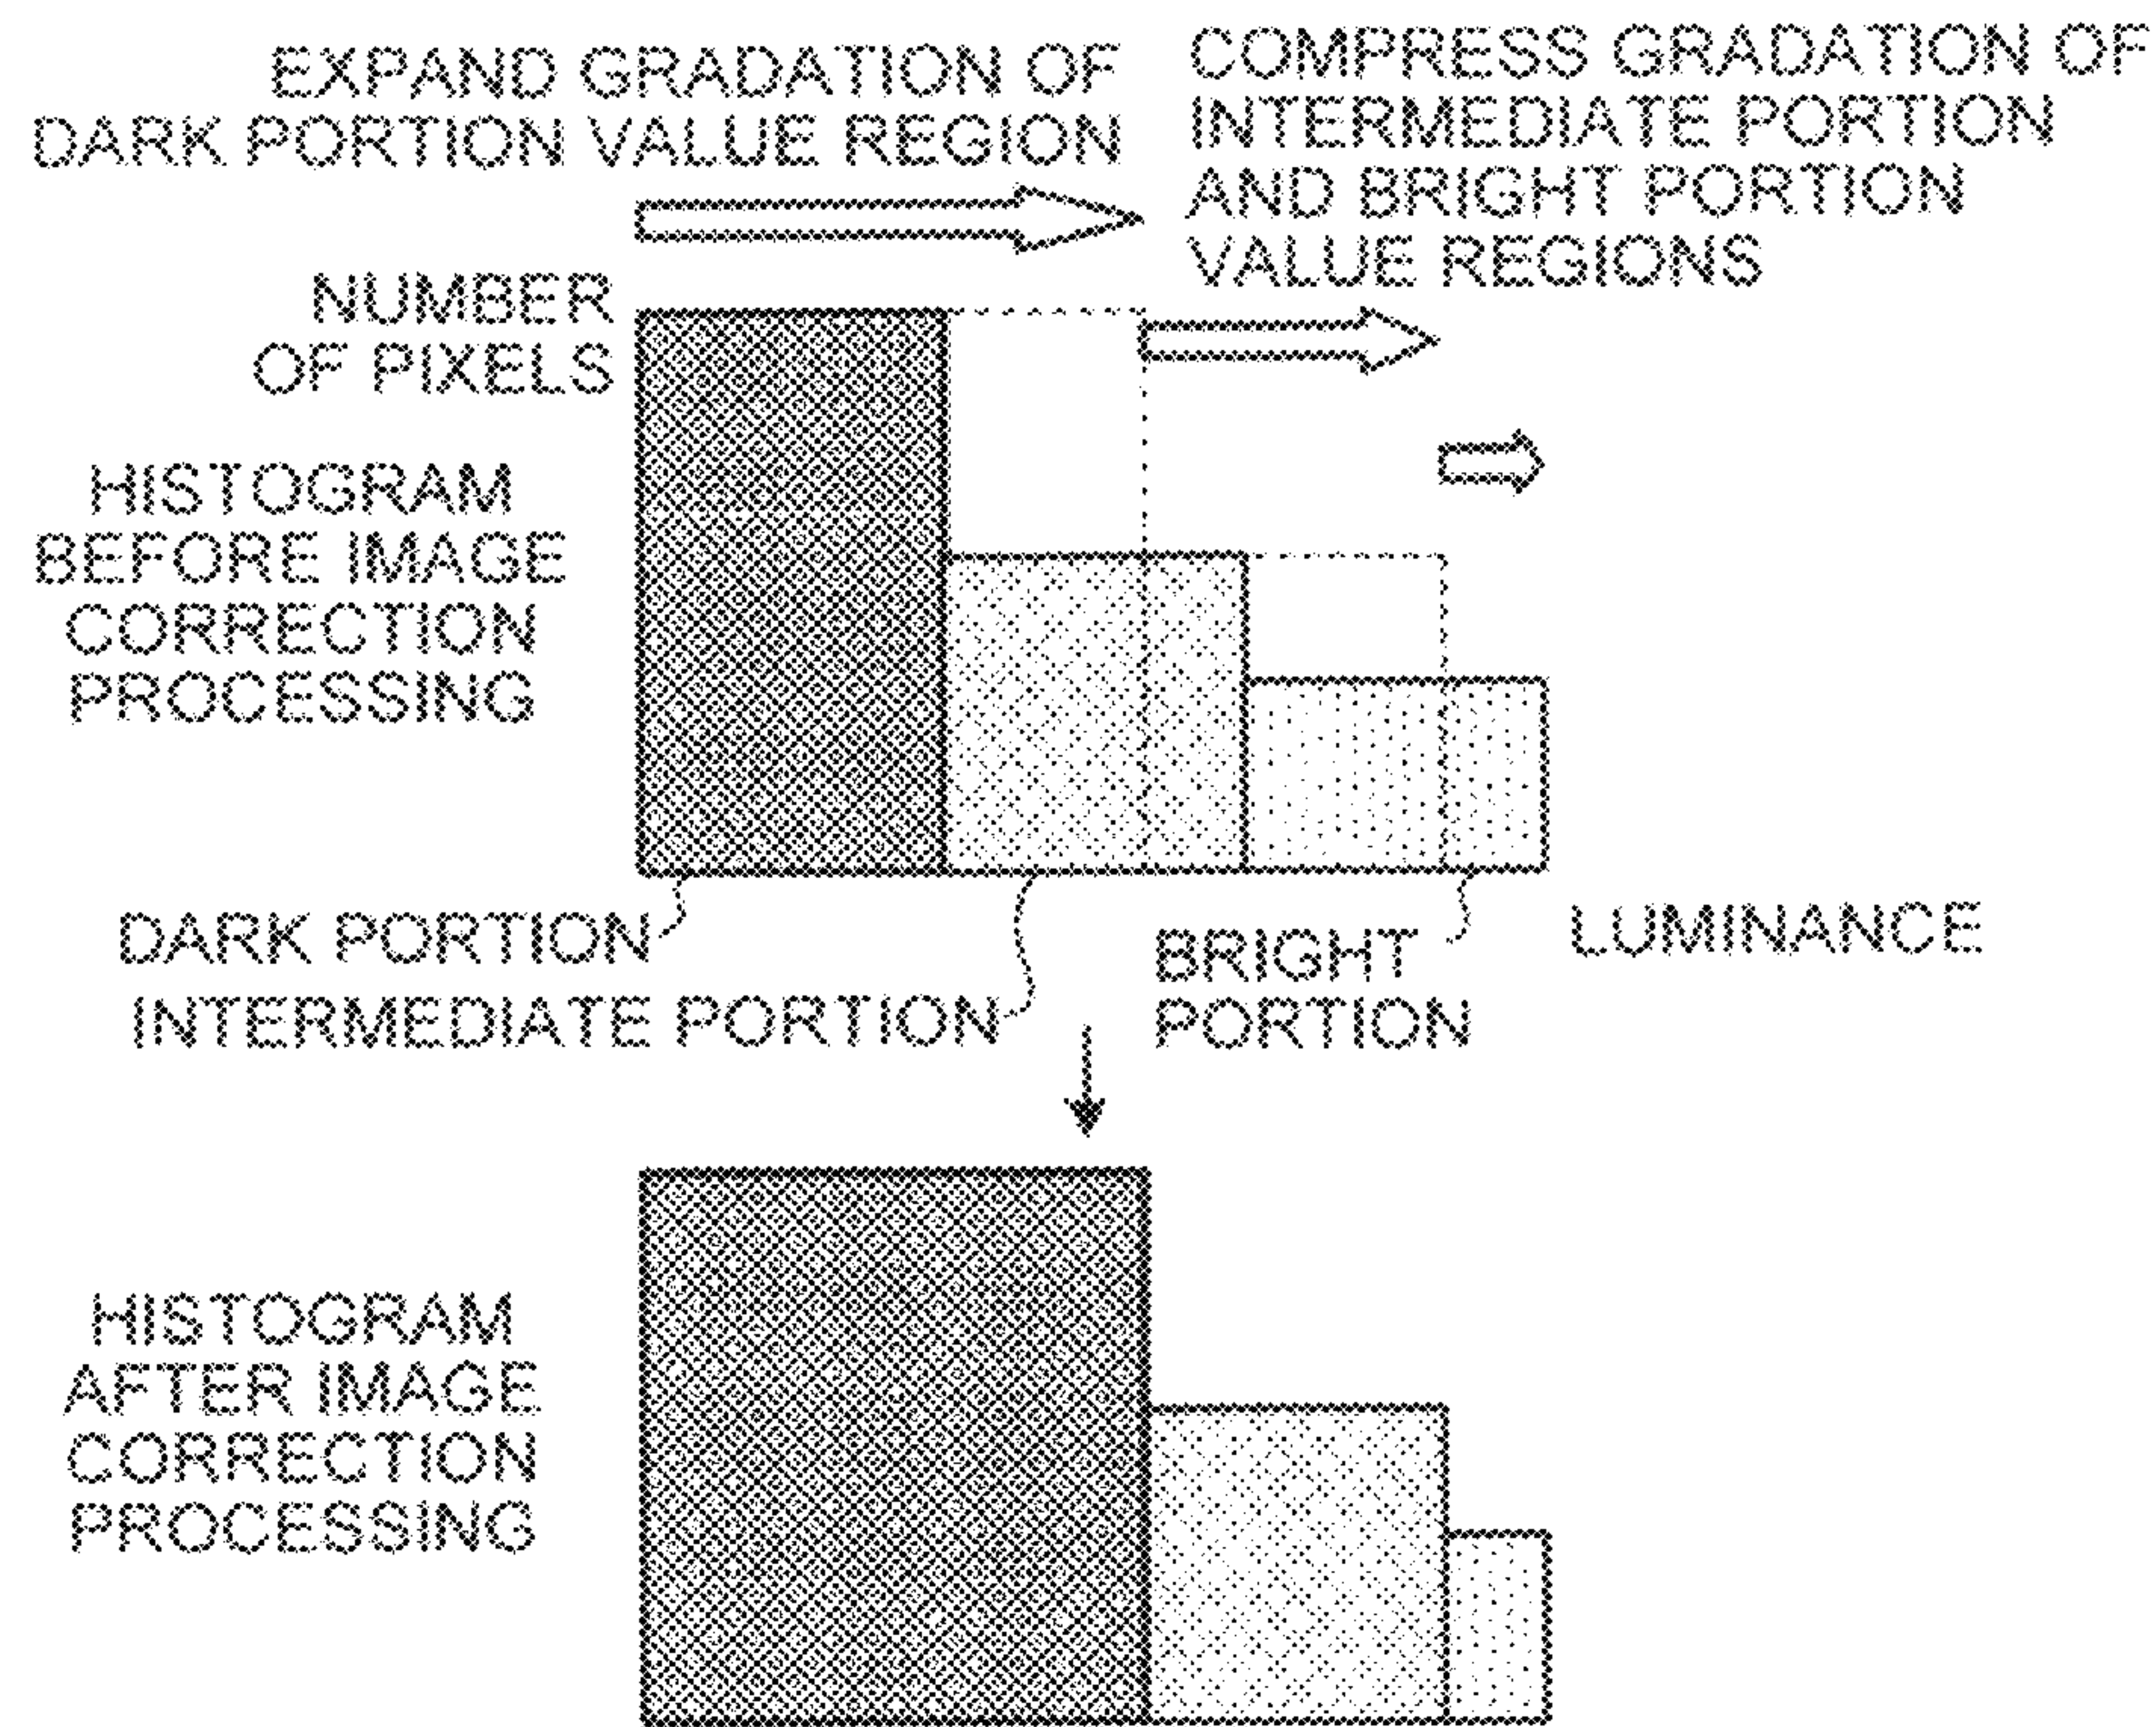 EXPAND GRADATION OF
DARK PORTION VALUE REGION
COMPRESS GRADATION OF
INTERMEDIATE PORTION
AND BRIGHT PORTION
VALUE REGIONS
NUMBER
OF PIXELS
HISTOGRAM
BEFORE IMAGE
CORRECTION
PROCESSING
DARK PORTION
INTERMEDIATE PORTION
BRIGHT
PORTION
LUMINANCE
HISTOGRAM
AFTER IMAGE
CORRECTION
PROCESSING